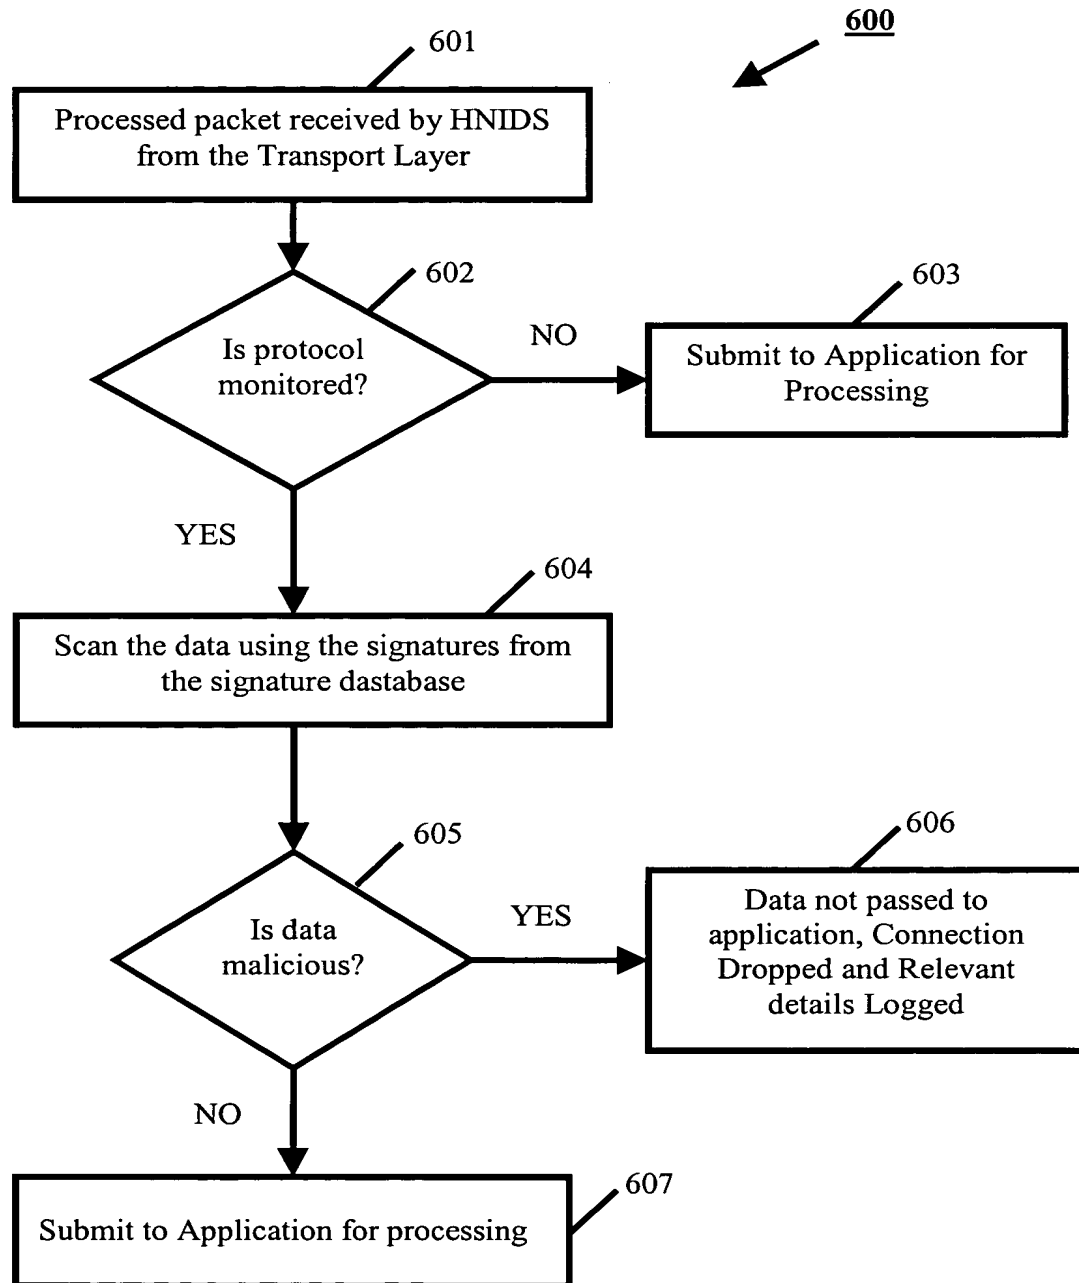 600
601
Processed packet received by HNIDS
from the Transport Layer
602
Is protocol
monitored?
NO
603
Submit to Application for
Processing
YES
604
Scan the data using the signatures from
the signature dastabase
605
Is data
malicious?
YES
606
Data not passed to
application, Connection
Dropped and Relevant
details Logged
NO
607
Submit to Application for processing